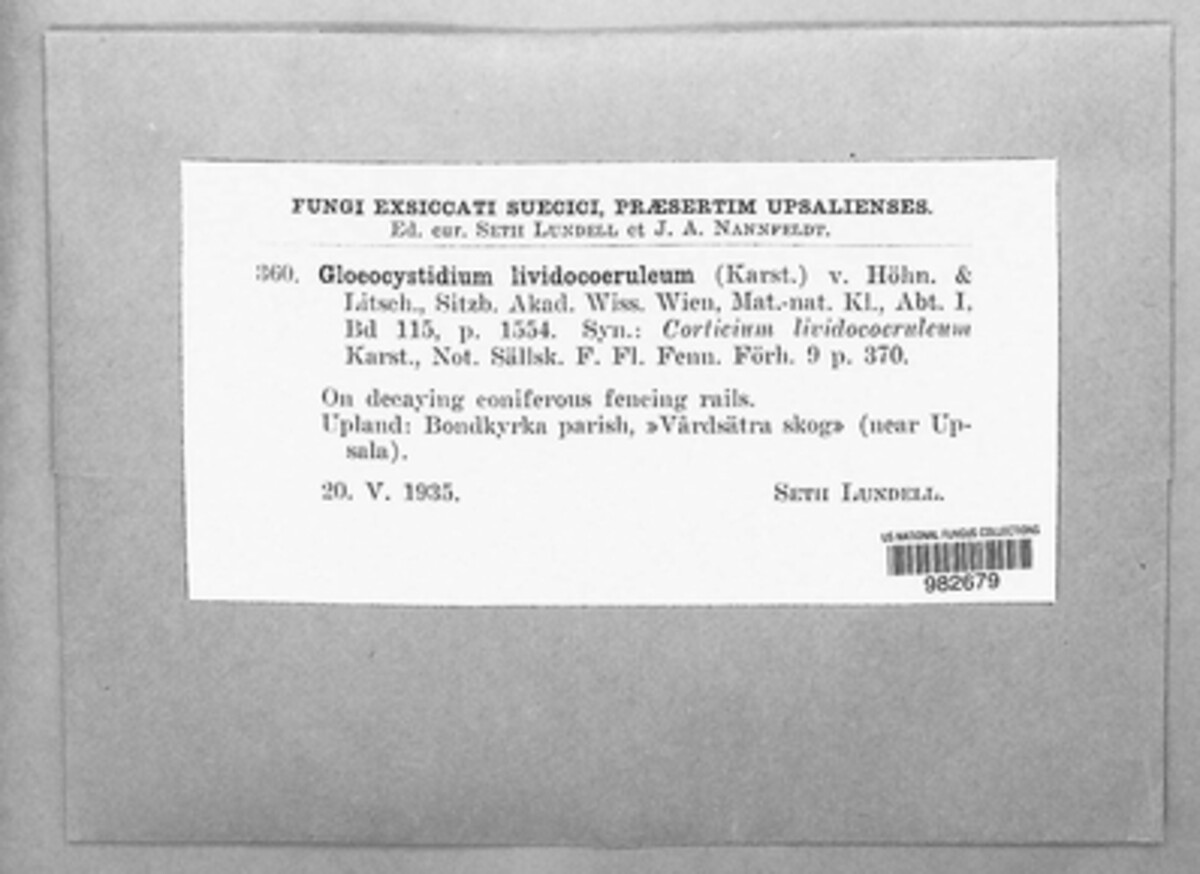 FUNGI EXSICCATI SUECICI, PRÆSERTIM UPSALIENSES.
Ed. cur. SETH LUNDELL et J. A. NANNFELDT.
360. Gloeocystidium lividocoeruleum (Karst.) v. Höhn. &
Litsch., Sitzb. Akad. Wiss. Wien, Mat.-nat. Kl., Abt. I,
Bd 115, p. 1554. Syn.: Corticium lividocoeruleum
Karst., Not. Sällsk. F. Fl. Fenn. Förh. 9 p. 370.
On decaying coniferous fencing rails.
Upland: Bondkyrka parish, »Vårdsätra skog» (near Up-
sala).
20. V. 1935. SETH LUNDELL.
US NATIONAL FUNGUS COLLECTIONS
982679